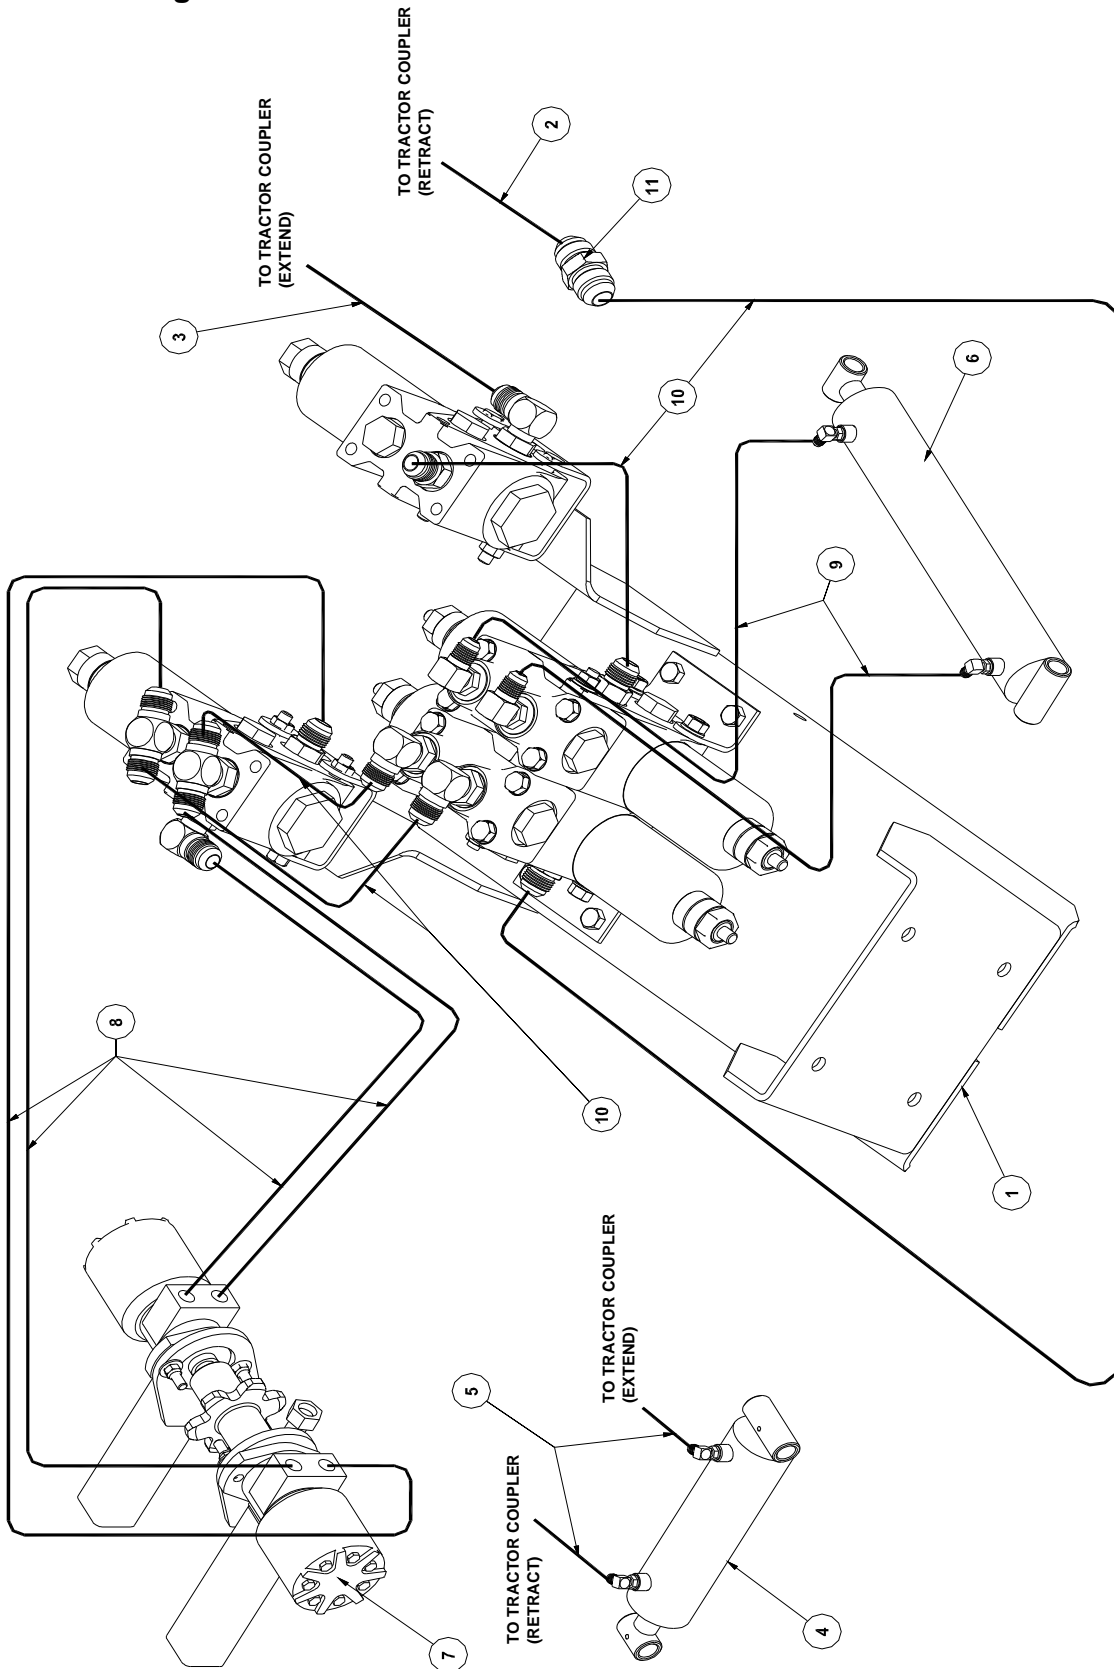 TO TRACTOR COUPLER
(RETRACT)
TO TRACTOR COUPLER
(EXTEND)
2
11
3
10
6
9
8
10
1
TO TRACTOR COUPLER
(EXTEND)
5
TO TRACTOR COUPLER
(RETRACT)
4
7